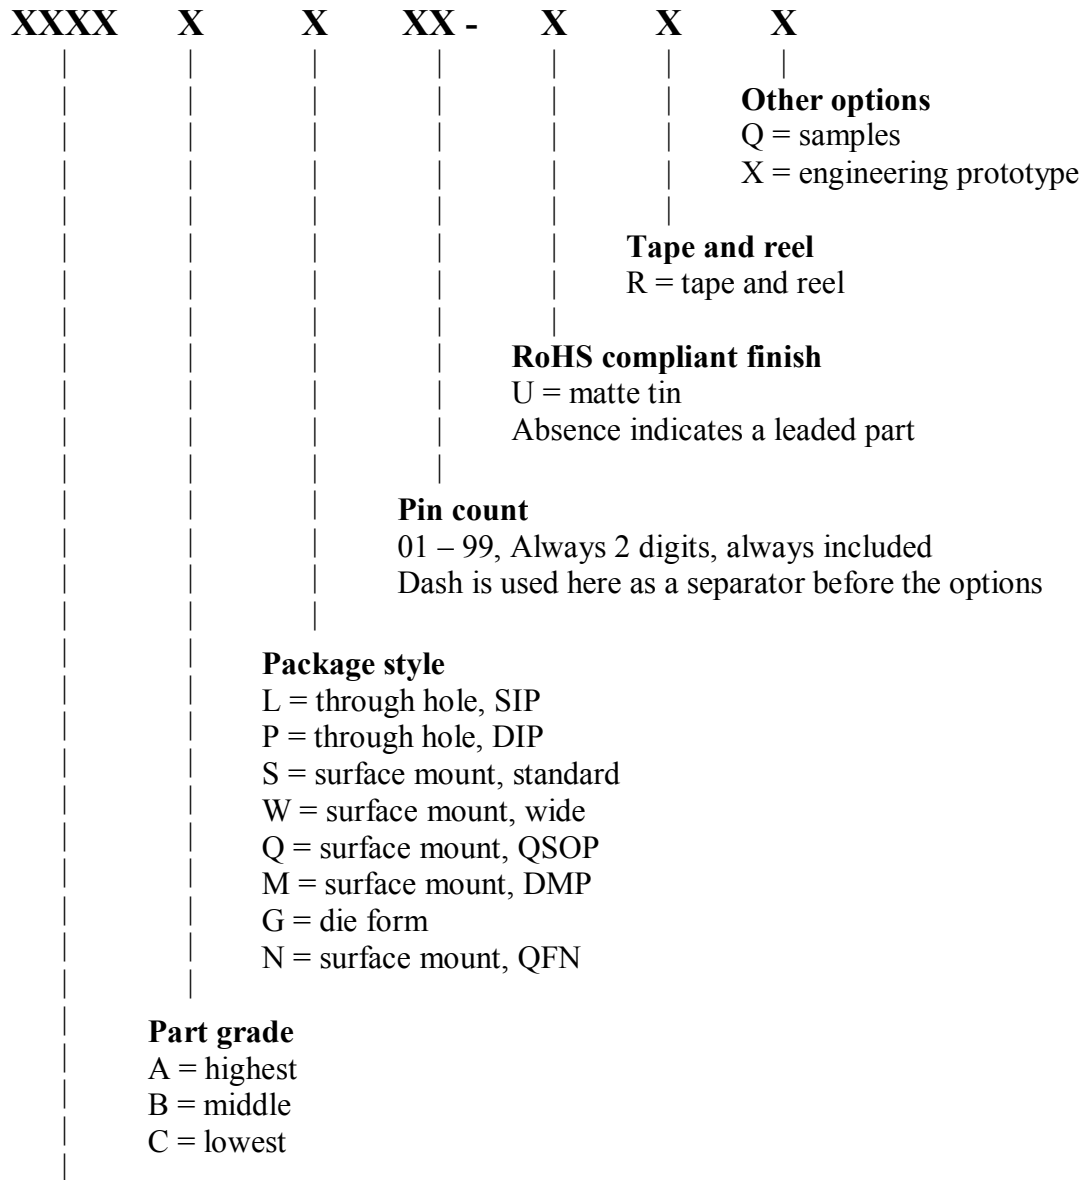 XXXX X X XX - X X X
Other options
Q = samples
X = engineering prototype
Tape and reel
R = tape and reel
RoHS compliant finish
U = matte tin
Absence indicates a leaded part
Pin count
01 – 99, Always 2 digits, always included
Dash is used here as a separator before the options
Package style
L = through hole, SIP
P = through hole, DIP
S = surface mount, standard
W = surface mount, wide
Q = surface mount, QSOP
M = surface mount, DMP
G = die form
N = surface mount, QFN
Part grade
A = highest
B = middle
C = lowest